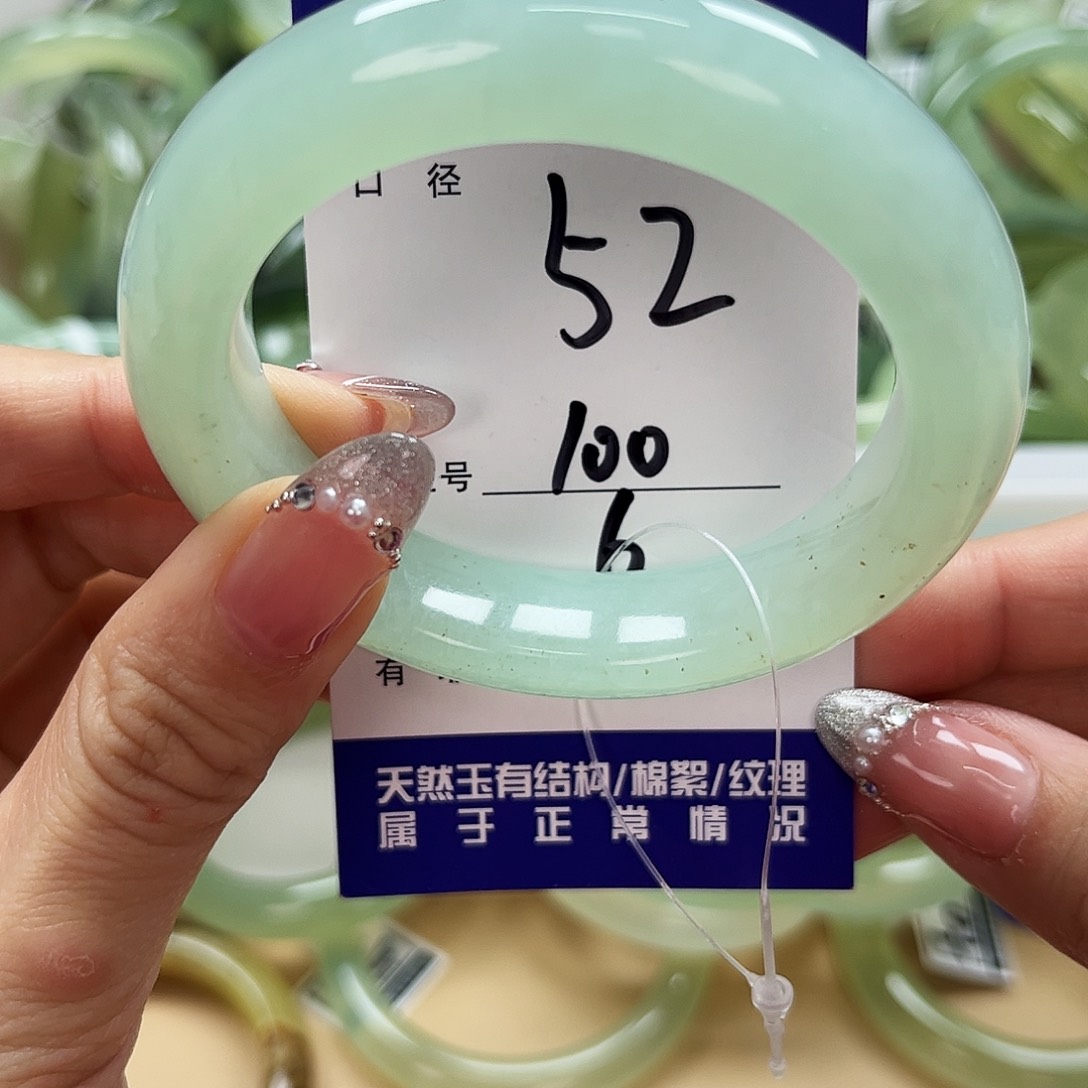 口径 52
号 100
6
有
天然玉有结构/棉絮/纹理
属于正常情况